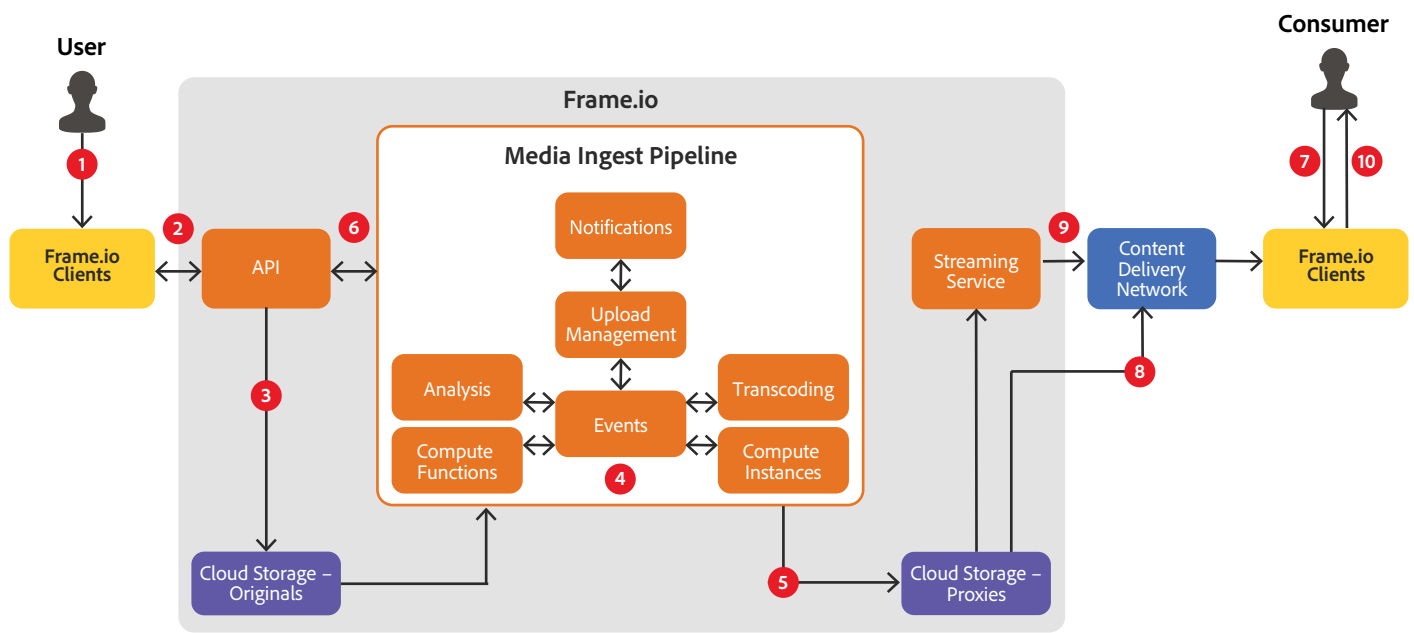 User
Consumer
Frame.io
Media Ingest Pipeline
1
2
6
7
10
9
Frame.io
Clients
API
Notifications
Streaming
Service
Content
Delivery
Network
Frame.io
Clients
Upload
Management
3
Analysis
Transcoding
8
Events
Compute
Functions
Compute
Instances
4
Cloud Storage –
Originals
5
Cloud Storage –
Proxies